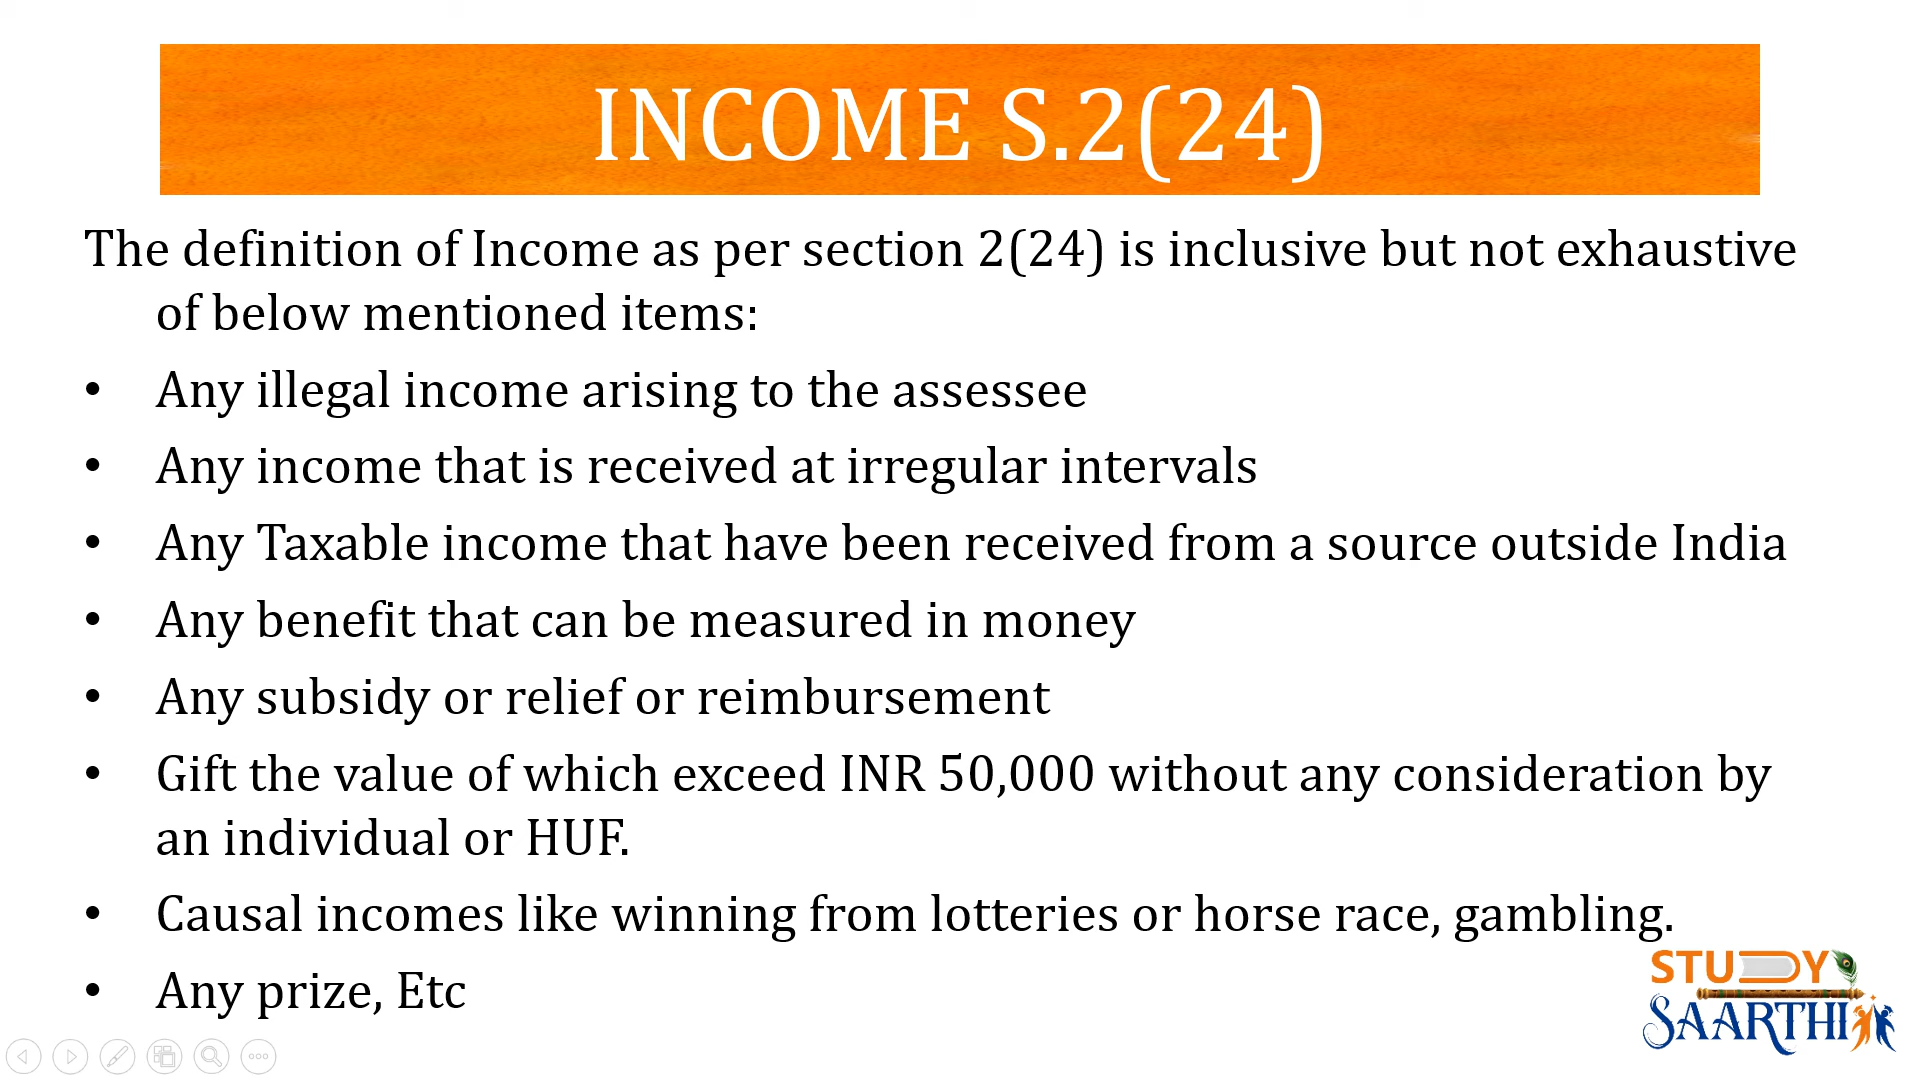 INCOME S.2(24)
The definition of Income as per section 2(24) is inclusive but not exhaustive
of below mentioned items:
• Any illegal income arising to the assessee
• Any income that is received at irregular intervals
• Any Taxable income that have been received from a source outside India
• Any benefit that can be measured in money
• Any subsidy or relief or reimbursement
• Gift the value of which exceed INR 50,000 without any consideration by
an individual or HUF.
• Causal incomes like winning from lotteries or horse race, gambling.
• Any prize, Etc
STUDY
SAARTHI